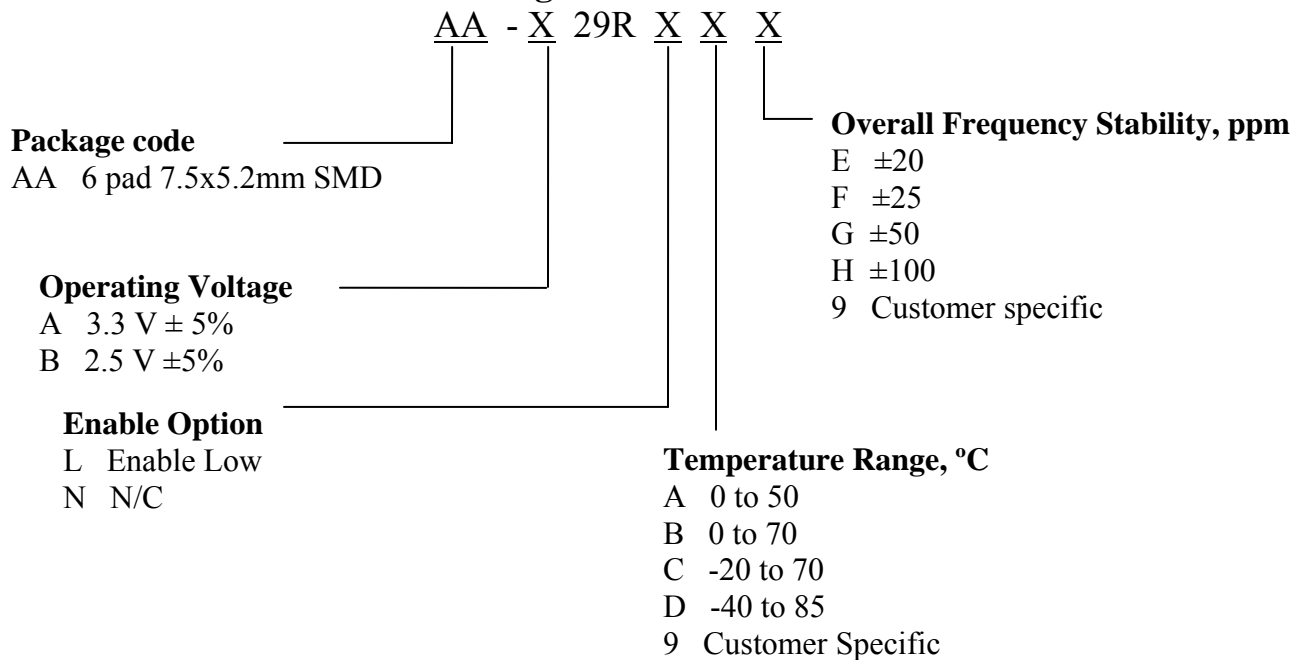 AA - X 29R X X X
Package code
AA 6 pad 7.5x5.2mm SMD
Operating Voltage
A 3.3 V ± 5%
B 2.5 V ±5%
Enable Option
L Enable Low
N N/C
Overall Frequency Stability, ppm
E ±20
F ±25
G ±50
H ±100
9 Customer specific
Temperature Range, ºC
A 0 to 50
B 0 to 70
C -20 to 70
D -40 to 85
9 Customer Specific